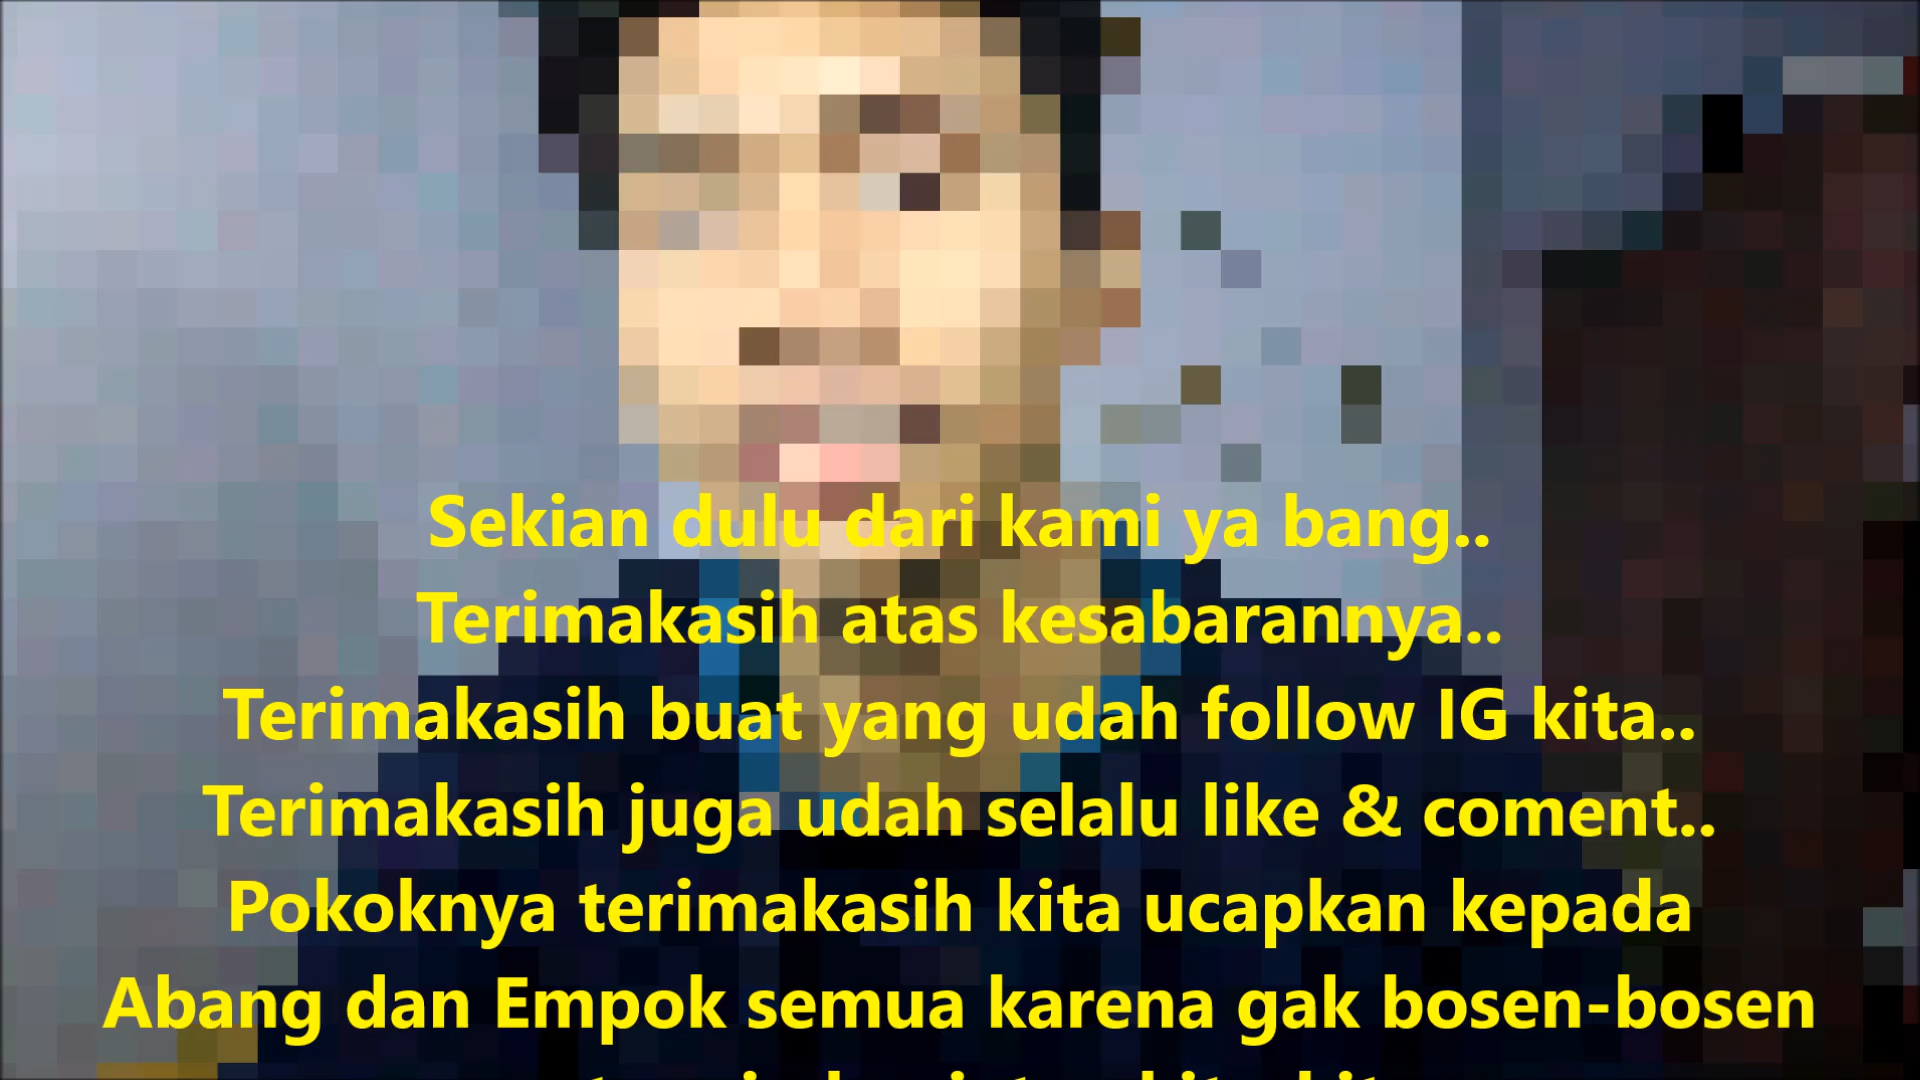 Sekian dulu dari kami ya bang..
Terimakasih atas kesabarannya..
Terimakasih buat yang udah follow IG kita..
Terimakasih juga udah selalu like & coment..
Pokoknya terimakasih kita ucapkan kepada
Abang dan Empok semua karena gak bosen-bosen